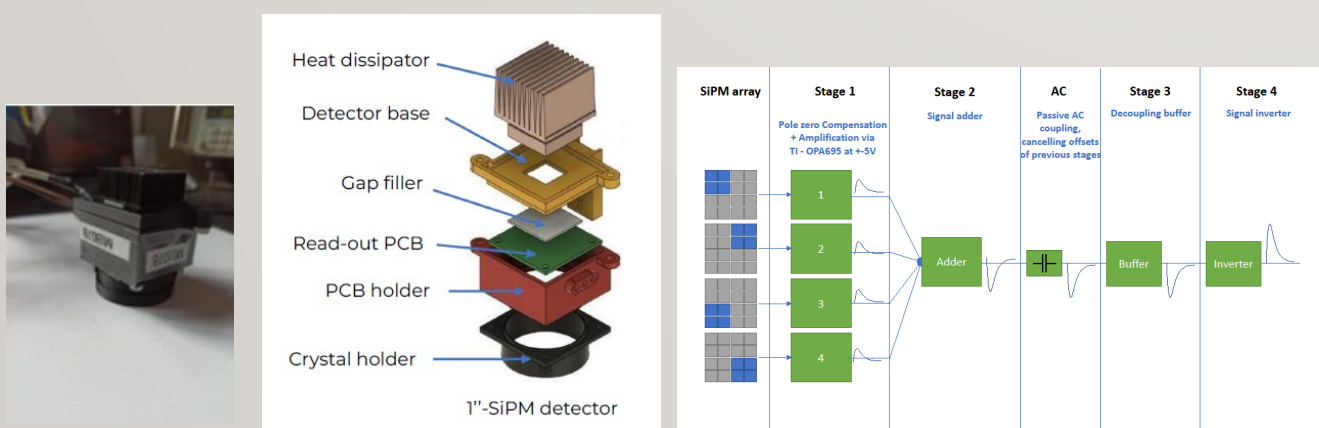 Heat dissipator
Detector base
Gap filler
Read-out PCB
PCB holder
Crystal holder
1’’-SiPM detector
SiPM array
Stage 1
Pole zero Compensation
+ Amplification via
TI - OPA695 at +-5V
1
2
3
4
Stage 2
Signal adder
Adder
AC
Passive AC
coupling,
cancelling offsets
of previous stages
Stage 3
Decoupling buffer
Buffer
Stage 4
Signal inverter
Inverter